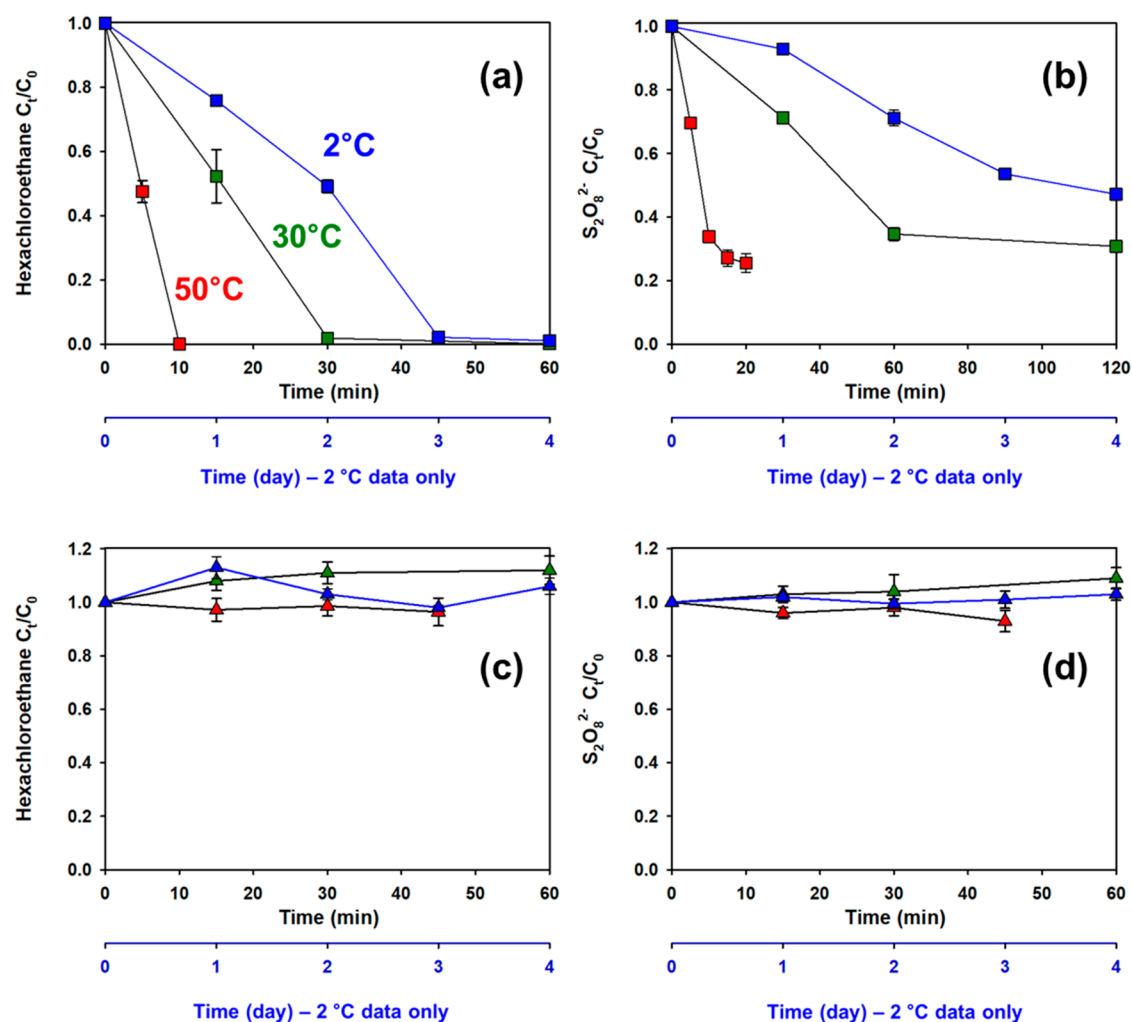 Hexachloroethane Cₜ/C₀
1.0
0.8
0.6
0.4
0.2
0.0
(a)
2°C
30°C
50°C
0 10 20 30 40 50 60
Time (min)
0 1 2 3 4
Time (day) – 2 °C data only
S₂O₈²⁻ Cₜ/C₀
1.0
0.8
0.6
0.4
0.2
0.0
(b)
0 20 40 60 80 100 120
Time (min)
0 1 2 3 4
Time (day) – 2 °C data only
Hexachloroethane Cₜ/C₀
1.2
1.0
0.8
0.6
0.4
0.2
0.0
(c)
0 10 20 30 40 50 60
Time (min)
0 1 2 3 4
Time (day) – 2 °C data only
S₂O₈²⁻ Cₜ/C₀
1.2
1.0
0.8
0.6
0.4
0.2
0.0
(d)
0 10 20 30 40 50 60
Time (min)
0 1 2 3 4
Time (day) – 2 °C data only